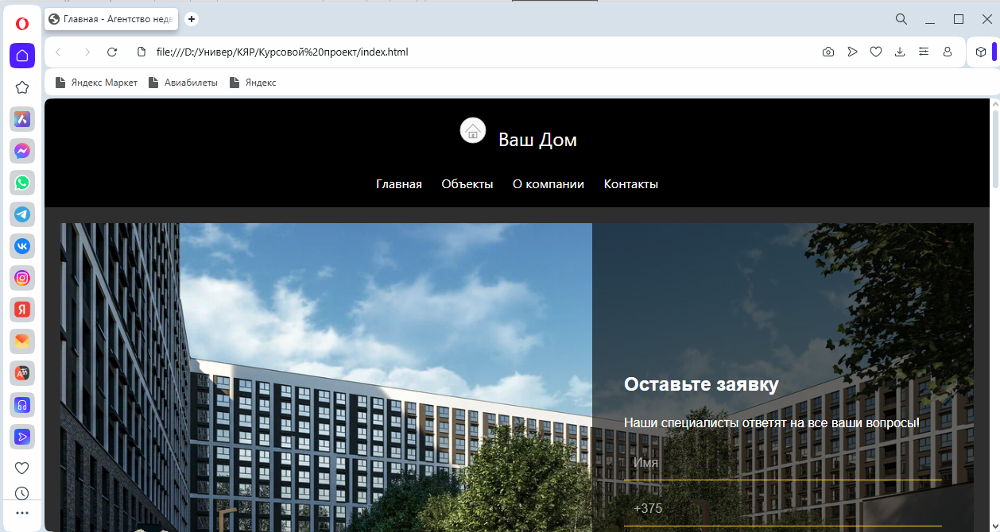 Главная - Агентство недв
file:///D:/Универ/КЯР/Курсовой%20проект/index.html
Яндекс Маркет Авиабилеты Яндекс
Ваш Дом
Главная Объекты О компании Контакты
Оставьте заявку
Наши специалисты ответят на все ваши вопросы!
Имя
+375